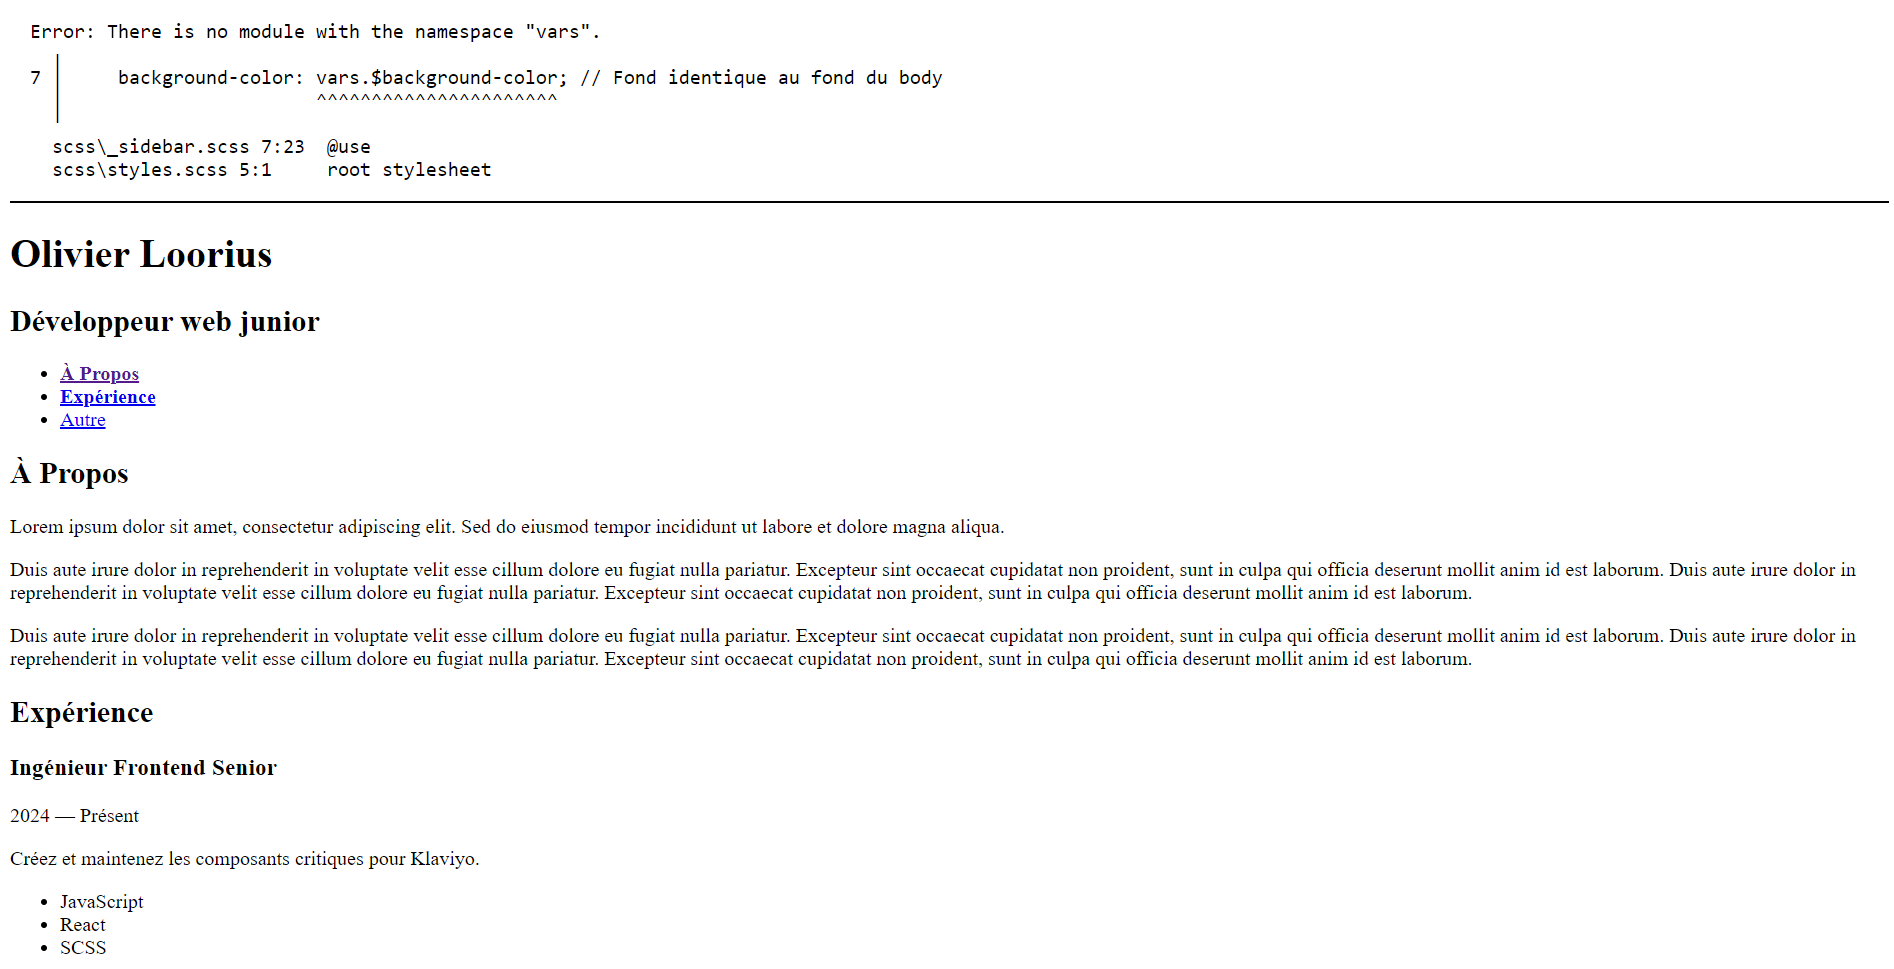 Error: There is no module with the namespace "vars".
7 │     background-color: vars.$background-color; // Fond identique au fond du body
^^^^^^^^^^^^^^^^^^^^^^
scss\_sidebar.scss 7:23  @use
scss\styles.scss 5:1     root stylesheet
Olivier Loorius
Développeur web junior
• À Propos
• Expérience
• Autre
À Propos
Lorem ipsum dolor sit amet, consectetur adipiscing elit. Sed do eiusmod tempor incididunt ut labore et dolore magna aliqua.
Duis aute irure dolor in reprehenderit in voluptate velit esse cillum dolore eu fugiat nulla pariatur. Excepteur sint occaecat cupidatat non proident, sunt in culpa qui officia deserunt mollit anim id est laborum. Duis aute irure dolor in
reprehenderit in voluptate velit esse cillum dolore eu fugiat nulla pariatur. Excepteur sint occaecat cupidatat non proident, sunt in culpa qui officia deserunt mollit anim id est laborum.
Duis aute irure dolor in reprehenderit in voluptate velit esse cillum dolore eu fugiat nulla pariatur. Excepteur sint occaecat cupidatat non proident, sunt in culpa qui officia deserunt mollit anim id est laborum. Duis aute irure dolor in
reprehenderit in voluptate velit esse cillum dolore eu fugiat nulla pariatur. Excepteur sint occaecat cupidatat non proident, sunt in culpa qui officia deserunt mollit anim id est laborum.
Expérience
Ingénieur Frontend Senior
2024 — Présent
Créez et maintenez les composants critiques pour Klaviyo.
• JavaScript
• React
• SCSS